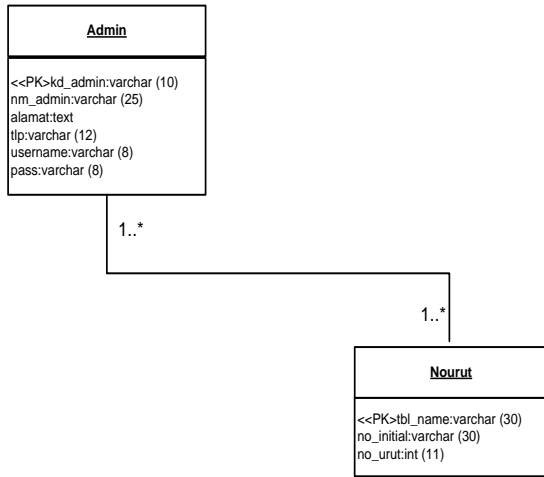 Admin
<<PK>kd_admin:varchar (10)
nm_admin:varchar (25)
alamat:text
tlp:varchar (12)
username:varchar (8)
pass:varchar (8)
1..*
1..*
Nourut
<<PK>tbl_name:varchar (30)
no_initial:varchar (30)
no_urut:int (11)